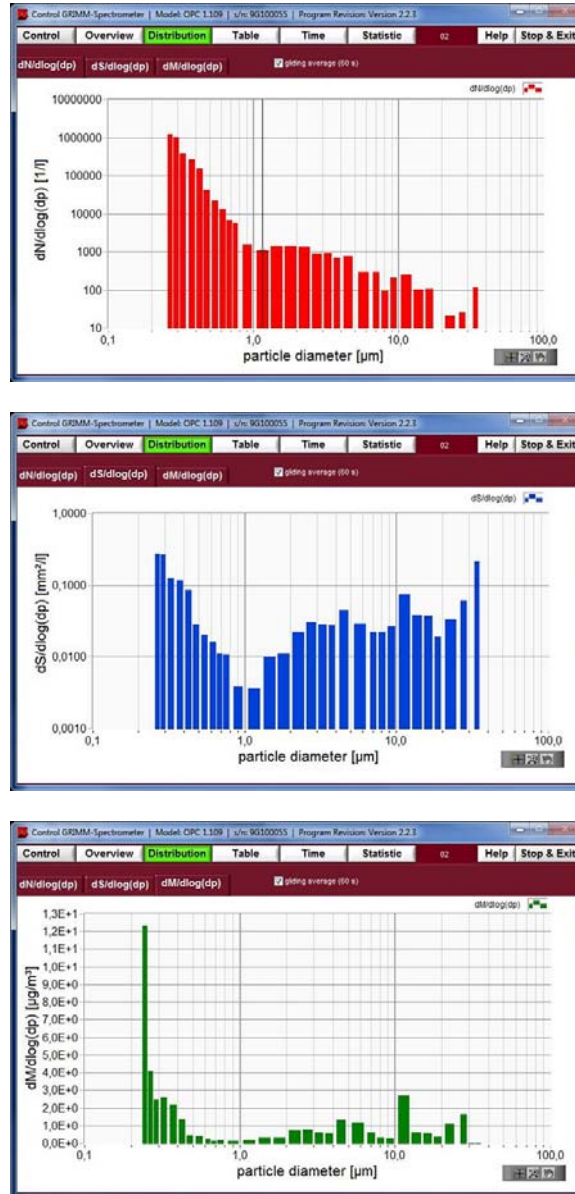 Control GRIMM-Spectrometer | Model: OPC 1.109 | s/n: 9G100055 | Program Revision: Version 2.2.3
Control Overview Distribution Table Time Statistic 02 Help Stop & Exit
dN/dlog(dp) dS/dlog(dp) dM/dlog(dp) gliding average (60 s)
dN/dlog(dp)
10000000
1000000
100000
10000
1000
100
10
dN/dlog(dp) [1/l]
0,1 1,0 10,0 100,0
particle diameter [µm]
Control GRIMM-Spectrometer | Model: OPC 1.109 | s/n: 9G100055 | Program Revision: Version 2.2.3
Control Overview Distribution Table Time Statistic 02 Help Stop & Exit
dN/dlog(dp) dS/dlog(dp) dM/dlog(dp) gliding average (60 s)
dS/dlog(dp)
1,0000
0,1000
0,0100
0,0010
dS/dlog(dp) [mm²/l]
0,1 1,0 10,0 100,0
particle diameter [µm]
Control GRIMM-Spectrometer | Model: OPC 1.109 | s/n: 9G100055 | Program Revision: Version 2.2.3
Control Overview Distribution Table Time Statistic 02 Help Stop & Exit
dN/dlog(dp) dS/dlog(dp) dM/dlog(dp) gliding average (60 s)
dM/dlog(dp)
1,3E+1
1,2E+1
1,1E+1
1,0E+1
9,0E+0
8,0E+0
7,0E+0
6,0E+0
5,0E+0
4,0E+0
3,0E+0
2,0E+0
1,0E+0
0,0E+0
dM/dlog(dp) [µg/m³]
0,1 1,0 10,0 100,0
particle diameter [µm]